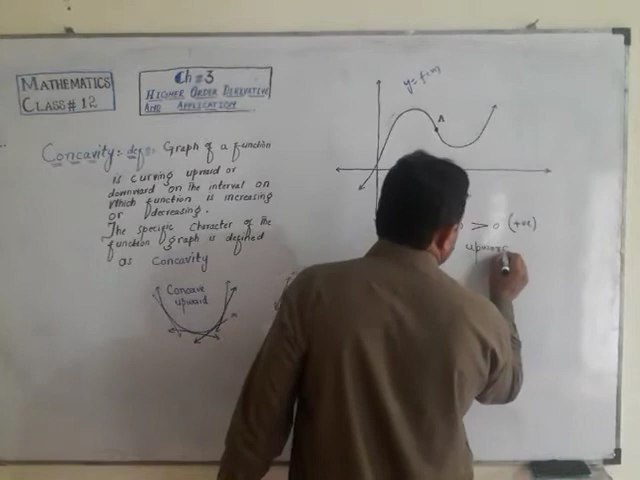 MATHEMATICS
CLASS # 12
Ch #3
HIGHER ORDER DERIVATIVE
AND APPLICATION
Concavity:- def:- Graph of a function
is curving upward or
downward on the interval on
which function is increasing
or decreasing.
The specific character of the
function graph is defined
as Concavity
Concave
upward
y = f(x)
A
> 0 (+ve)
upwar